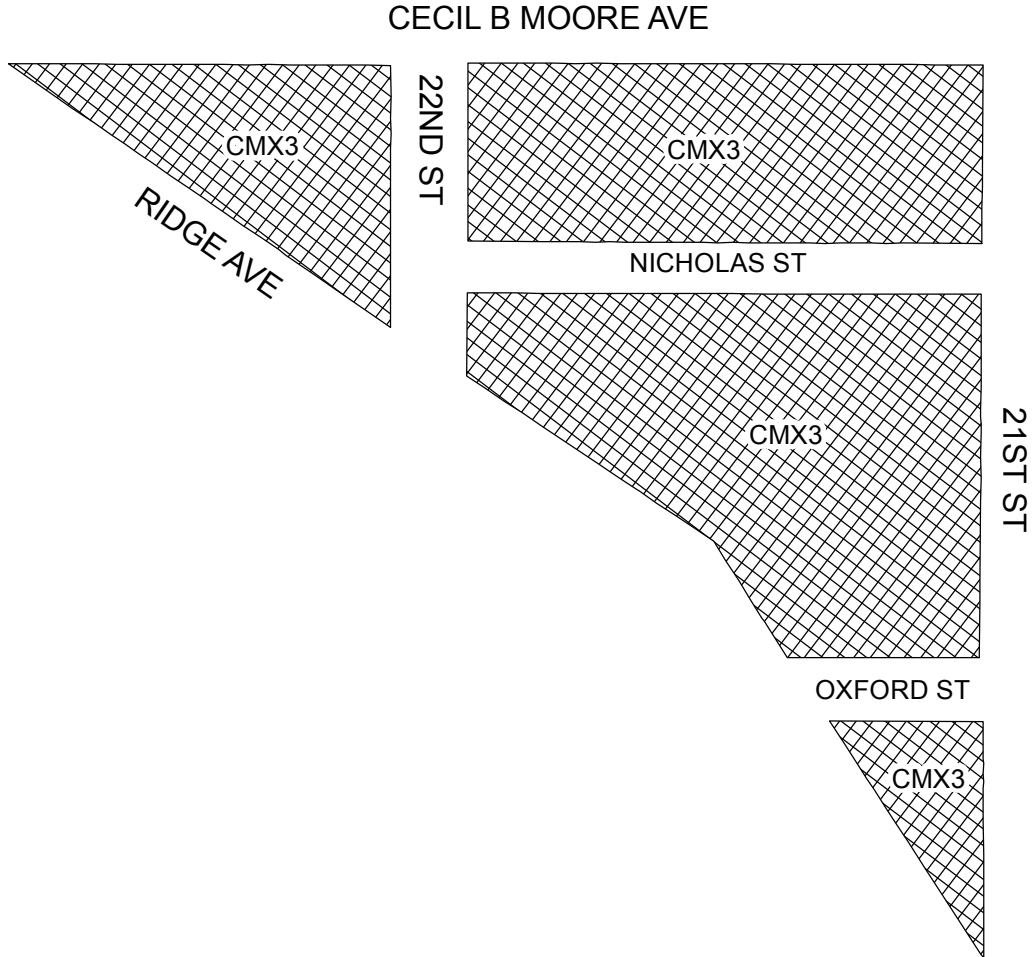 CECIL B MOORE AVE
CMX3
22ND ST
CMX3
RIDGE AVE
NICHOLAS ST
CMX3
21ST ST
OXFORD ST
CMX3